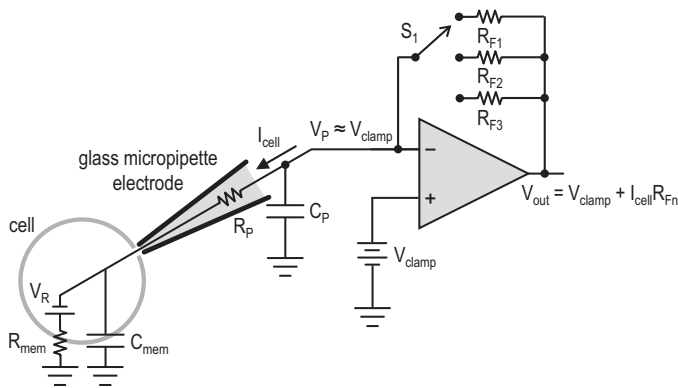 S1
RF1
RF2
RF3
Icell
VP ≈ Vclamp
glass micropipette
electrode
−
+
Vout = Vclamp + IcellRFn
RP
CP
Vclamp
cell
VR
Rmem
Cmem